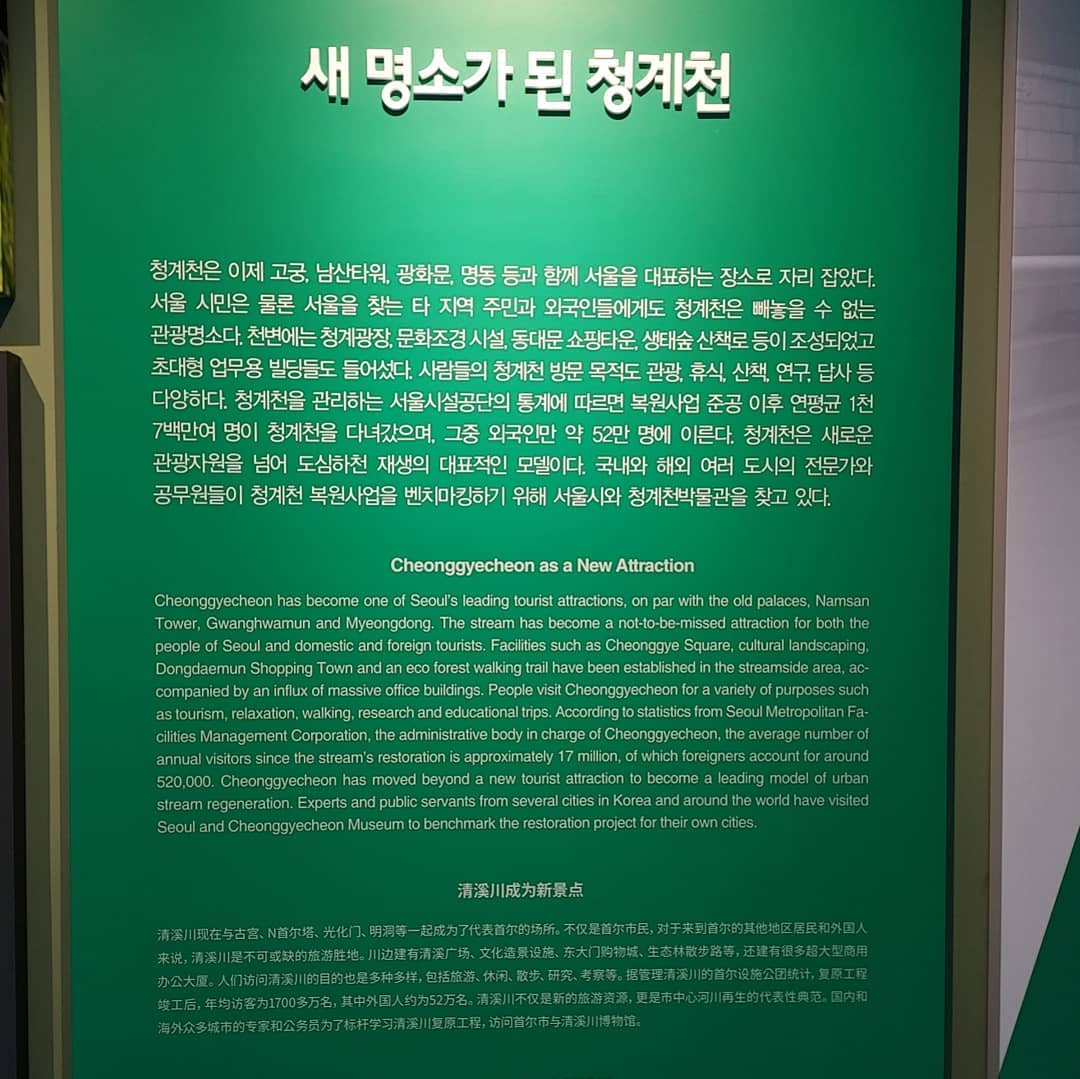 새 명소가 된 청계천
청계천은 이제 고궁, 남산타워, 광화문, 명동 등과 함께 서울을 대표하는 장소로 자리 잡았다.
서울 시민은 물론 서울을 찾는 타 지역 주민과 외국인들에게도 청계천은 빼놓을 수 없는
관광명소다. 천변에는 청계광장, 문화조경 시설, 동대문 쇼핑타운, 생태숲 산책로 등이 조성되었고
초대형 업무용 빌딩들도 들어섰다. 사람들의 청계천 방문 목적도 관광, 휴식, 산책, 연구, 답사 등
다양하다. 청계천을 관리하는 서울시설공단의 통계에 따르면 복원사업 준공 이후 연평균 1천
7백만여 명이 청계천을 다녀갔으며, 그중 외국인만 약 52만 명에 이른다. 청계천은 새로운
관광자원을 넘어 도심하천 재생의 대표적인 모델이다. 국내와 해외 여러 도시의 전문가와
공무원들이 청계천 복원사업을 벤치마킹하기 위해 서울시와 청계천박물관을 찾고 있다.
Cheonggyecheon as a New Attraction
Cheonggyecheon has become one of Seoul's leading tourist attractions, on par with the old palaces, Namsan
Tower, Gwanghwamun and Myeongdong. The stream has become a not-to-be-missed attraction for both the
people of Seoul and domestic and foreign tourists. Facilities such as Cheonggye Square, cultural landscaping,
Dongdaemun Shopping Town and an eco forest walking trail have been established in the streamside area, ac-
companied by an influx of massive office buildings. People visit Cheonggyecheon for a variety of purposes such
as tourism, relaxation, walking, research and educational trips. According to statistics from Seoul Metropolitan Fa-
cilities Management Corporation, the administrative body in charge of Cheonggyecheon, the average number of
annual visitors since the stream's restoration is approximately 17 million, of which foreigners account for around
520,000. Cheonggyecheon has moved beyond a new tourist attraction to become a leading model of urban
stream regeneration. Experts and public servants from several cities in Korea and around the world have visited
Seoul and Cheonggyecheon Museum to benchmark the restoration project for their own cities.
清溪川成为新景点
清溪川现在与古宫、N首尔塔、光化门、明洞等一起成为了代表首尔的场所。不仅是首尔市民，对于来到首尔的其他地区居民和外国人
来说，清溪川是不可或缺的旅游胜地。川边建有清溪广场、文化造景设施、东大门购物城、生态林散步路等，还建有很多超大型商用
办公大厦。人们访问清溪川的目的也是多种多样，包括旅游、休闲、散步、研究、考察等。据管理清溪川的首尔设施公团统计，复原工程
竣工后，年均访客为1700多万名，其中外国人约为52万名。清溪川不仅是新的旅游资源，更是市中心河川再生的代表性典范。国内和
海外众多城市的专家和公务员为了标杆学习清溪川复原工程，访问首尔市与清溪川博物馆。